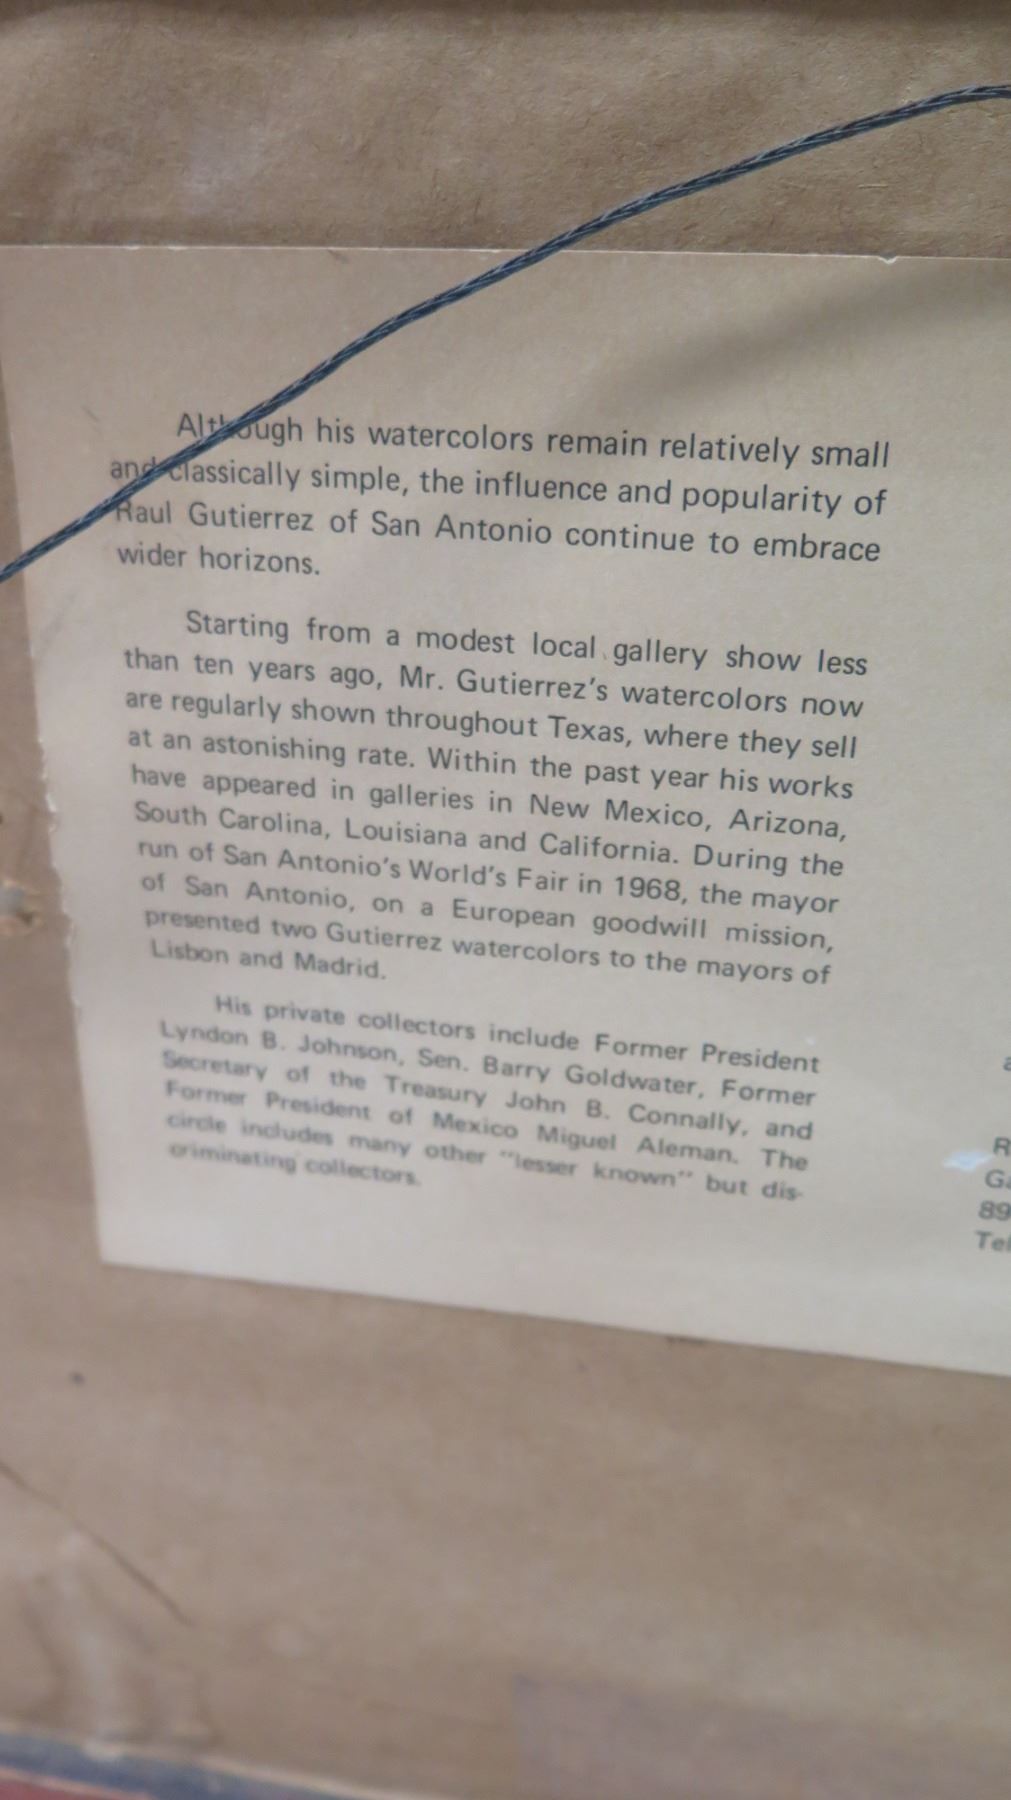 Although his watercolors remain relatively small
and classically simple, the influence and popularity of
Raul Gutierrez of San Antonio continue to embrace
wider horizons.
Starting from a modest local gallery show less
than ten years ago, Mr. Gutierrez's watercolors now
are regularly shown throughout Texas, where they sell
at an astonishing rate. Within the past year his works
have appeared in galleries in New Mexico, Arizona,
South Carolina, Louisiana and California. During the
run of San Antonio's World's Fair in 1968, the mayor
of San Antonio, on a European goodwill mission,
presented two Gutierrez watercolors to the mayors of
Lisbon and Madrid.
His private collectors include Former President
Lyndon B. Johnson, Sen. Barry Goldwater, Former
Secretary of the Treasury John B. Connally, and
Former President of Mexico Miguel Aleman. The
circle includes many other "lesser known" but dis-
criminating collectors.
R
Ga
89
Tel